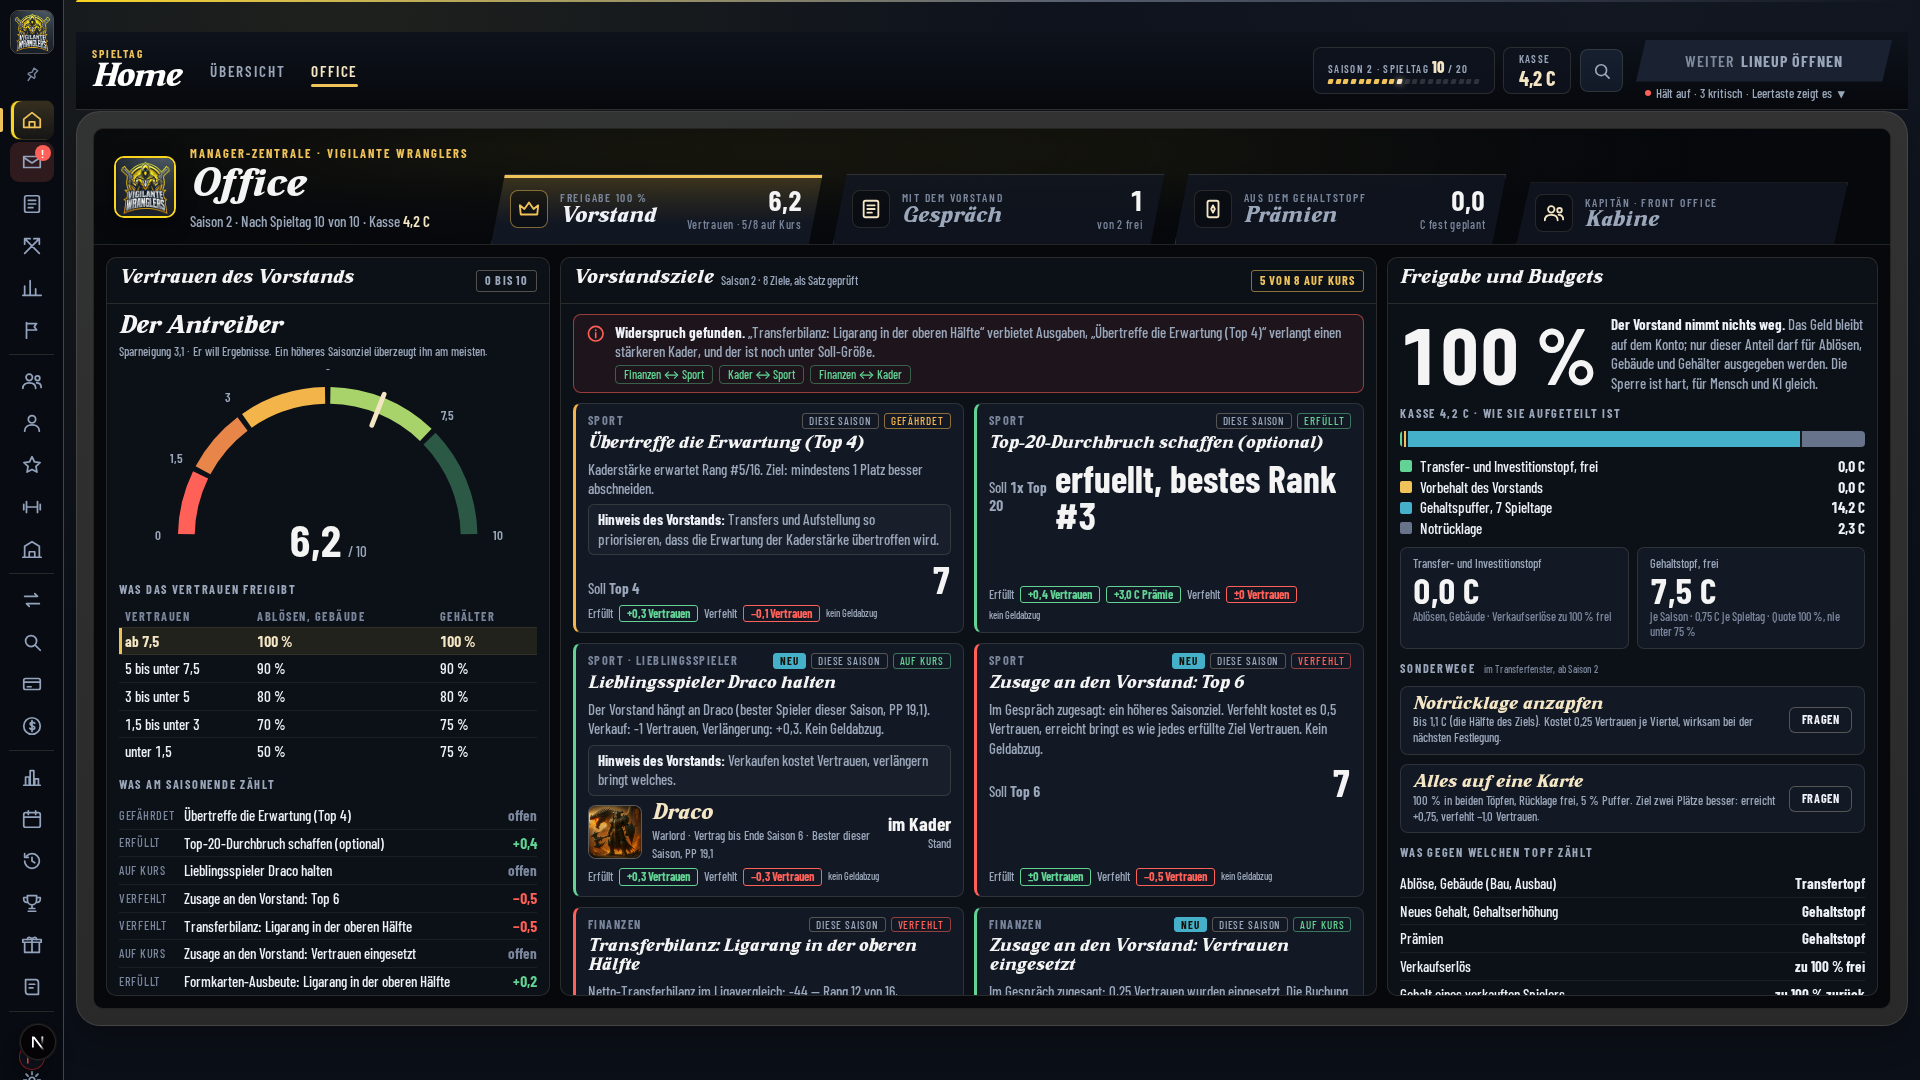 SPIELTAG
Home
ÜBERSICHT
OFFICE
SAISON 2 · SPIELTAG 10 / 20
KASSE
4,2 C
WEITER LINEUP ÖFFNEN
Hält auf · 3 kritisch · Leertaste zeigt es ▼
MANAGER-ZENTRALE · VIGILANTE WRANGLERS
Office
Saison 2 · Nach Spieltag 10 von 10 · Kasse 4,2 C
FREIGABE 100 %
Vorstand
6,2
Vertrauen · 5/8 auf Kurs
MIT DEM VORSTAND
Gespräch
1
von 2 frei
AUS DEM GEHALTSTOPF
Prämien
0,0
C fest geplant
KAPITÄN · FRONT OFFICE
Kabine
Vertrauen des Vorstands
0 BIS 10
Der Antreiber
Sparneigung 3,1 · Er will Ergebnisse. Ein höheres Saisonziel überzeugt ihn am meisten.
0
1,5
3
7,5
10
6,2 / 10
WAS DAS VERTRAUEN FREIGIBT
VERTRAUEN ABLÖSEN, GEBÄUDE GEHÄLTER
ab 7,5 100 % 100 %
5 bis unter 7,5 90 % 90 %
3 bis unter 5 80 % 80 %
1,5 bis unter 3 70 % 75 %
unter 1,5 50 % 75 %
WAS AM SAISONENDE ZÄHLT
GEFÄHRDET Übertreffe die Erwartung (Top 4) offen
ERFÜLLT Top-20-Durchbruch schaffen (optional) +0,4
AUF KURS Lieblingsspieler Draco halten offen
VERFEHLT Zusage an den Vorstand: Top 6 −0,5
VERFEHLT Transferbilanz: Ligarang in der oberen Hälfte −0,5
AUF KURS Zusage an den Vorstand: Vertrauen eingesetzt offen
ERFÜLLT Formkarten-Ausbeute: Ligarang in der oberen Hälfte +0,2
Vorstandsziele Saison 2 · 8 Ziele, als Satz geprüft
5 VON 8 AUF KURS
Widerspruch gefunden. „Transferbilanz: Ligarang in der oberen Hälfte“ verbietet Ausgaben, „Übertreffe die Erwartung (Top 4)“ verlangt einen
stärkeren Kader, und der ist noch unter Soll-Größe.
Finanzen ↔ Sport
Kader ↔ Sport
Finanzen ↔ Kader
SPORT
DIESE SAISON GEFÄHRDET
Übertreffe die Erwartung (Top 4)
Kaderstärke erwartet Rang #5/16. Ziel: mindestens 1 Platz besser
abschneiden.
Hinweis des Vorstands: Transfers und Aufstellung so
priorisieren, dass die Erwartung der Kaderstärke übertroffen wird.
Soll Top 4
7
Erfüllt +0,3 Vertrauen Verfehlt −0,1 Vertrauen kein Geldabzug
SPORT
DIESE SAISON ERFÜLLT
Top-20-Durchbruch schaffen (optional)
Soll 1x Top
20
erfuellt, bestes Rank
#3
Erfüllt +0,4 Vertrauen +3,0 C Prämie Verfehlt ±0 Vertrauen
kein Geldabzug
SPORT · LIEBLINGSSPIELER
NEU DIESE SAISON AUF KURS
Lieblingsspieler Draco halten
Der Vorstand hängt an Draco (bester Spieler dieser Saison, PP 19,1).
Verkauf: -1 Vertrauen, Verlängerung: +0,3. Kein Geldabzug.
Hinweis des Vorstands: Verkaufen kostet Vertrauen, verlängern
bringt welches.
Draco
Warlord · Vertrag bis Ende Saison 6 · Bester dieser
Saison, PP 19,1
im Kader
Stand
Erfüllt +0,3 Vertrauen Verfehlt −0,3 Vertrauen kein Geldabzug
SPORT
NEU DIESE SAISON VERFEHLT
Zusage an den Vorstand: Top 6
Im Gespräch zugesagt: ein höheres Saisonziel. Verfehlt kostet es 0,5
Vertrauen, erreicht bringt es wie jedes erfüllte Ziel Vertrauen. Kein
Geldabzug.
Soll Top 6
7
Erfüllt ±0 Vertrauen Verfehlt −0,5 Vertrauen kein Geldabzug
FINANZEN
DIESE SAISON VERFEHLT
Transferbilanz: Ligarang in der oberen
Hälfte
Netto-Transferbilanz im Ligavergleich: -44 — Rang 12 von 16.
FINANZEN
NEU DIESE SAISON AUF KURS
Zusage an den Vorstand: Vertrauen
eingesetzt
Im Gespräch zugesagt: 0,25 Vertrauen wurden eingesetzt. Die Buchung
Freigabe und Budgets
100 %
Der Vorstand nimmt nichts weg. Das Geld bleibt
auf dem Konto; nur dieser Anteil darf für Ablösen,
Gebäude und Gehälter ausgegeben werden. Die
Sperre ist hart, für Mensch und KI gleich.
KASSE 4,2 C · WIE SIE AUFGETEILT IST
Transfer- und Investitionstopf, frei 0,0 C
Vorbehalt des Vorstands 0,0 C
Gehaltspuffer, 7 Spieltage 14,2 C
Notrücklage 2,3 C
Transfer- und Investitionstopf
0,0 C
Ablösen, Gebäude · Verkaufserlöse zu 100 % frei
Gehaltstopf, frei
7,5 C
je Saison · 0,75 C je Spieltag · Quote 100 %, nie
unter 75 %
SONDERWEGE im Transferfenster, ab Saison 2
Notrücklage anzapfen
Bis 1,1 C (die Hälfte des Ziels). Kostet 0,25 Vertrauen je Viertel, wirksam bei der
nächsten Festlegung.
FRAGEN
Alles auf eine Karte
100 % in beiden Töpfen, Rücklage frei, 5 % Puffer. Ziel zwei Plätze besser: erreicht
+0,75, verfehlt −1,0 Vertrauen.
FRAGEN
WAS GEGEN WELCHEN TOPF ZÄHLT
Ablöse, Gebäude (Bau, Ausbau) Transfertopf
Neues Gehalt, Gehaltserhöhung Gehaltstopf
Prämien Gehaltstopf
Verkaufserlös zu 100 % frei
Gehalt eines verkauften Spielers zu 100 % zurück